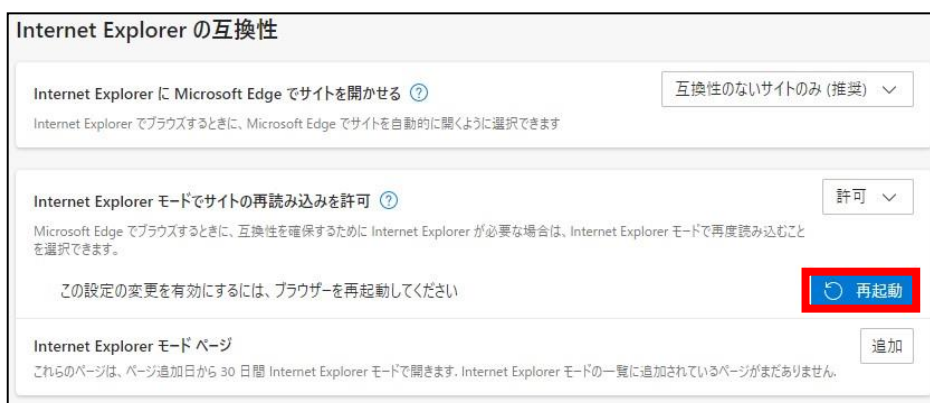 Internet Explorer の互換性
Internet Explorer に Microsoft Edge でサイトを開かせる ?
互換性のないサイトのみ (推奨)
Internet Explorer でブラウズするときに、Microsoft Edge でサイトを自動的に開くように選択できます
Internet Explorer モードでサイトの再読み込みを許可 ?
許可
Microsoft Edge でブラウズするときに、互換性を確保するために Internet Explorer が必要な場合は、Internet Explorer モードで再度読み込むこと
を選択できます。
この設定の変更を有効にするには、ブラウザーを再起動してください
再起動
Internet Explorer モード ページ
追加
これらのページは、ページ追加日から 30 日間 Internet Explorer モードで開きます. Internet Explorer モードの一覧に追加されているページがまだありません.